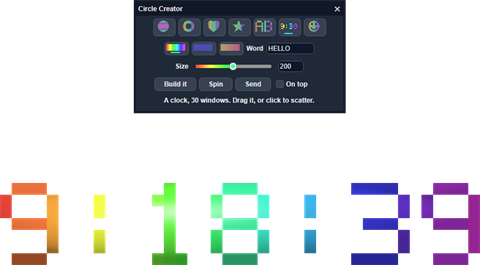 Circle Creator
AB 9:30
Word HELLO
Size 200
Build it Spin Send On top
A clock, 30 windows. Drag it, or click to scatter.
9:18:39